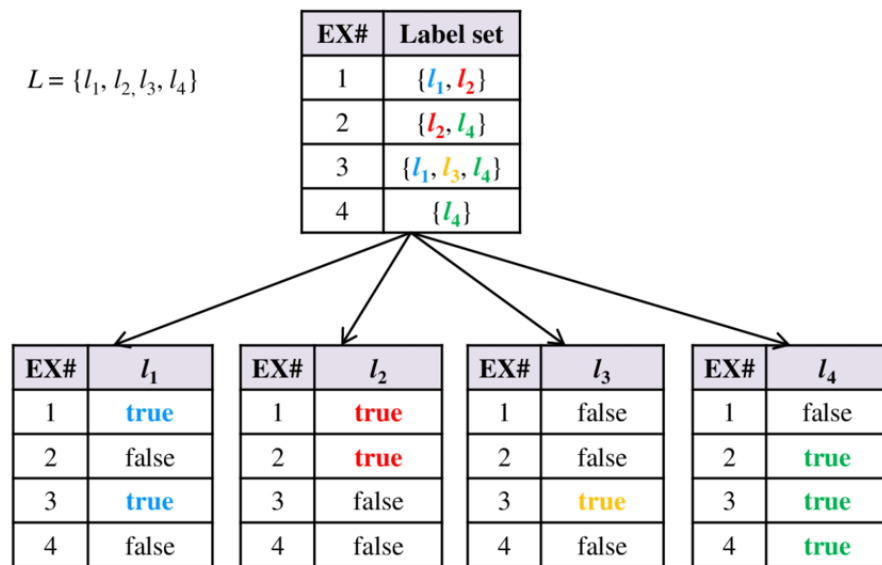 EX# Label set
L = {l1, l2, l3, l4}
1 {l1, l2}
2 {l2, l4}
3 {l1, l3, l4}
4 {l4}
EX# l1
1 true
2 false
3 true
4 false
EX# l2
1 true
2 true
3 false
4 false
EX# l3
1 false
2 false
3 true
4 false
EX# l4
1 false
2 true
3 true
4 true